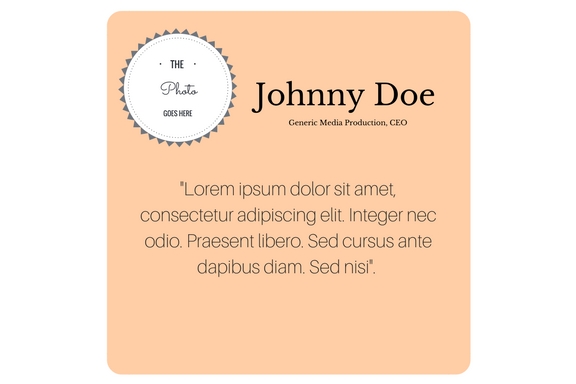 THE
Photo
GOES HERE
Johnny Doe
Generic Media Production, CEO
"Lorem ipsum dolor sit amet,
consectetur adipiscing elit. Integer nec
odio. Praesent libero. Sed cursus ante
dapibus diam. Sed nisi".